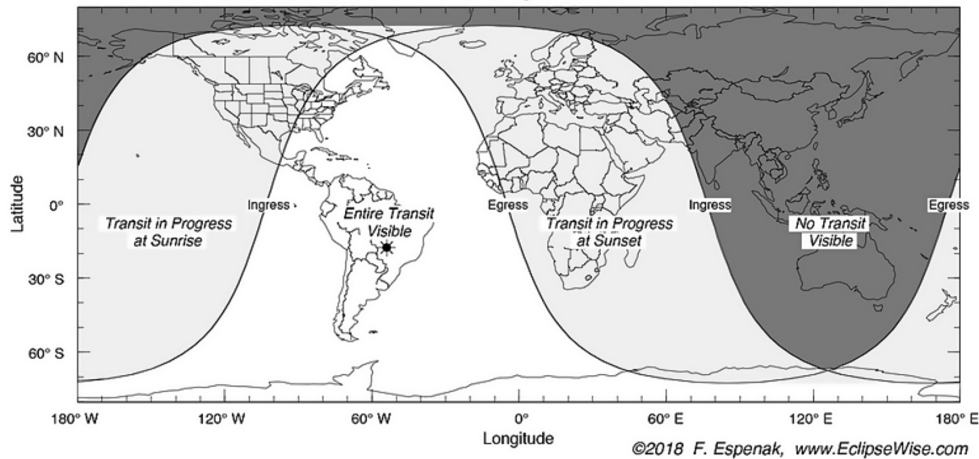 60° N
30° N
0°
30° S
60° S
Latitude
Ingress
Egress
Ingress
Egress
Transit in Progress
at Sunrise
Entire Transit
Visible
Transit in Progress
at Sunset
No Transit
Visible
180° W
120° W
60° W
0°
60° E
120° E
180° E
Longitude
©2018 F. Espenak, www.EclipseWise.com